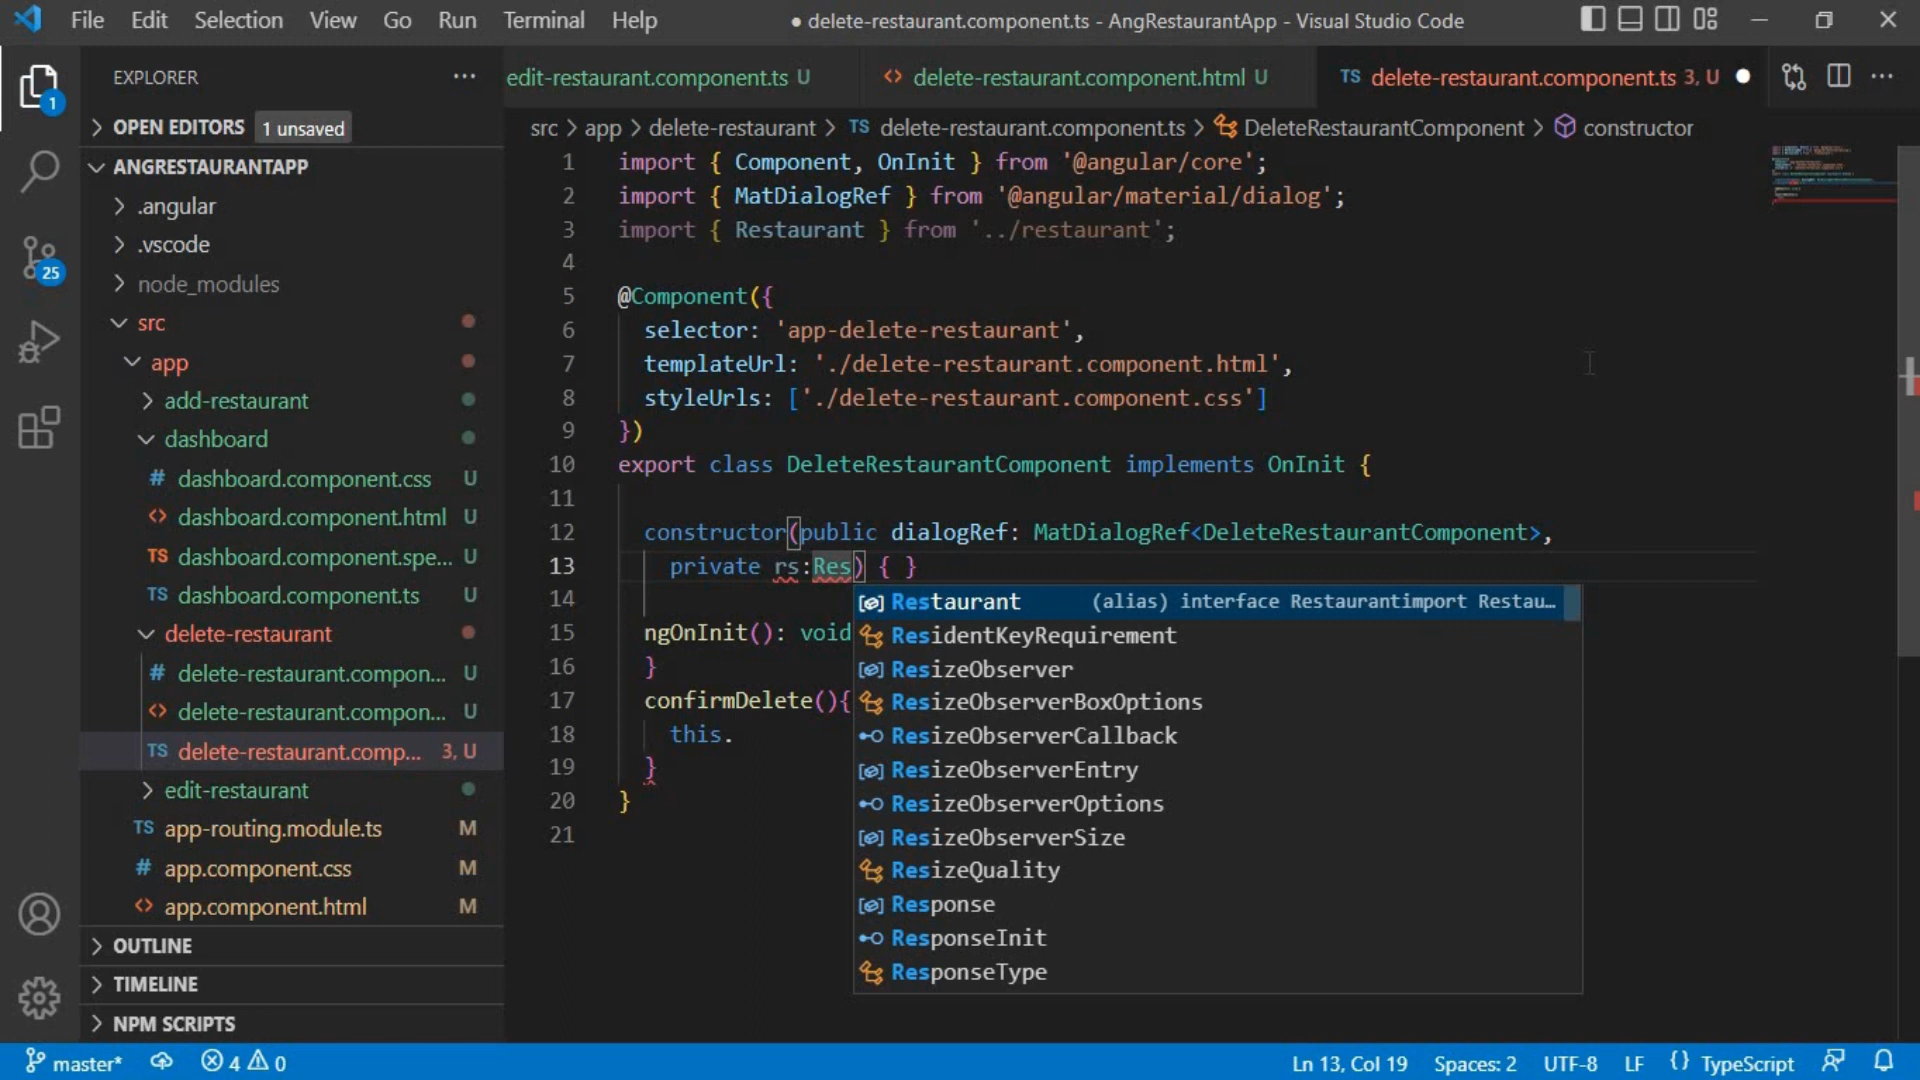 File Edit Selection View Go Run Terminal Help
● delete-restaurant.component.ts - AngRestaurantApp - Visual Studio Code
EXPLORER
edit-restaurant.component.ts U
<> delete-restaurant.component.html U
TS delete-restaurant.component.ts 3, U
1
OPEN EDITORS 1 unsaved
src > app > delete-restaurant > TS delete-restaurant.component.ts > DeleteRestaurantComponent > constructor
ANGRESTAURANTAPP
.angular
.vscode
node_modules
src
app
add-restaurant
dashboard
# dashboard.component.css U
<> dashboard.component.html U
TS dashboard.component.spe...  U
TS dashboard.component.ts U
delete-restaurant
# delete-restaurant.compon... U
<> delete-restaurant.compon... U
TS delete-restaurant.comp... 3, U
edit-restaurant
TS app-routing.module.ts M
# app.component.css M
<> app.component.html M
OUTLINE
TIMELINE
NPM SCRIPTS
25
1 import { Component, OnInit } from '@angular/core';
2 import { MatDialogRef } from '@angular/material/dialog';
3 import { Restaurant } from '../restaurant';
4
5 @Component({
6 selector: 'app-delete-restaurant',
7 templateUrl: './delete-restaurant.component.html',
8 styleUrls: ['./delete-restaurant.component.css']
9 })
10 export class DeleteRestaurantComponent implements OnInit {
11
12 constructor(public dialogRef: MatDialogRef<DeleteRestaurantComponent>,
13 private rs:Res) { }
14
15 ngOnInit(): void
16 }
17 confirmDelete(){
18 this.
19 }
20 }
21
Restaurant (alias) interface Restaurantimport Restau...
ResidentKeyRequirement
ResizeObserver
ResizeObserverBoxOptions
ResizeObserverCallback
ResizeObserverEntry
ResizeObserverOptions
ResizeObserverSize
ResizeQuality
Response
ResponseInit
ResponseType
master* 4 0
Ln 13, Col 19 Spaces: 2 UTF-8 LF {} TypeScript